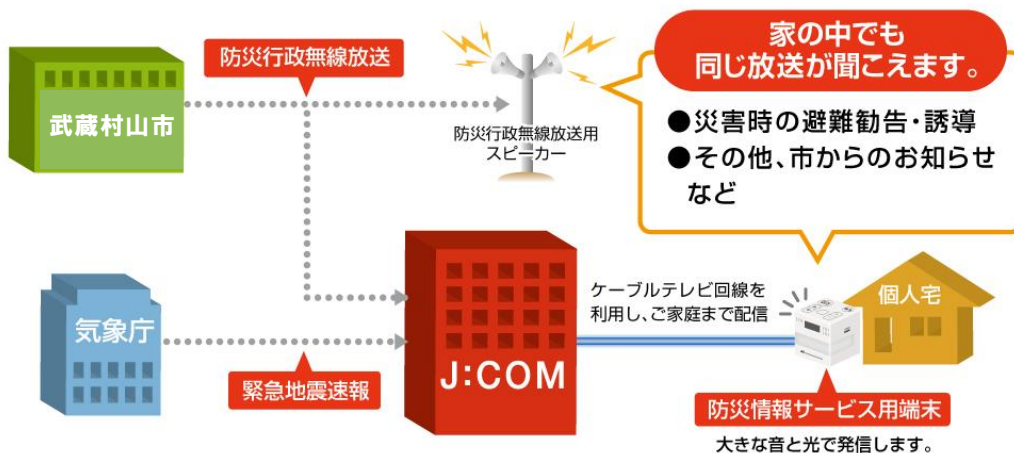 防災行政無線放送
武蔵村山市
防災行政無線放送用
スピーカー
家の中でも
同じ放送が聞こえます。
●災害時の避難勧告・誘導
●その他、市からのお知らせ
など
気象庁
緊急地震速報
J:COM
ケーブルテレビ回線を
利用し、ご家庭まで配信
個人宅
防災情報サービス用端末
大きな音と光で発信します。